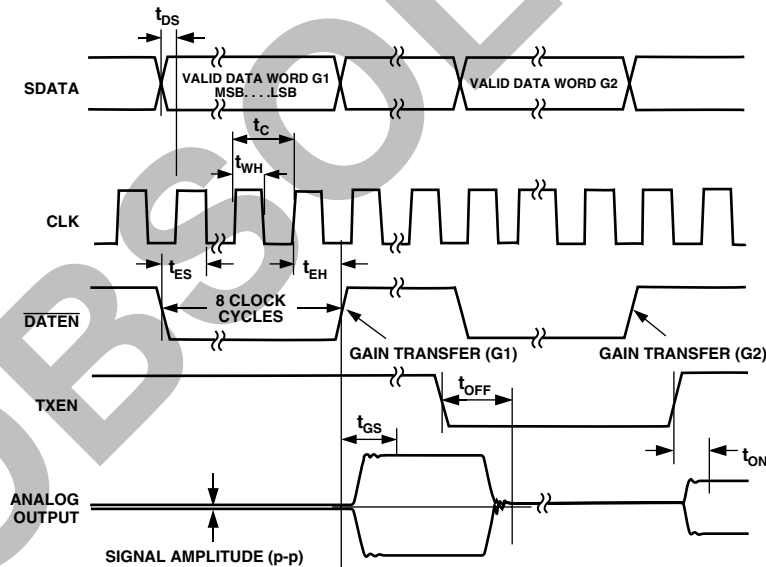 tDS
SDATA
VALID DATA WORD G1
MSB. . . .LSB
VALID DATA WORD G2
tC
tWH
CLK
tES
tEH
DATEN
8 CLOCK
CYCLES
GAIN TRANSFER (G1)
GAIN TRANSFER (G2)
TXEN
tOFF
tGS
tON
ANALOG
OUTPUT
SIGNAL AMPLITUDE (p-p)
OBSOL